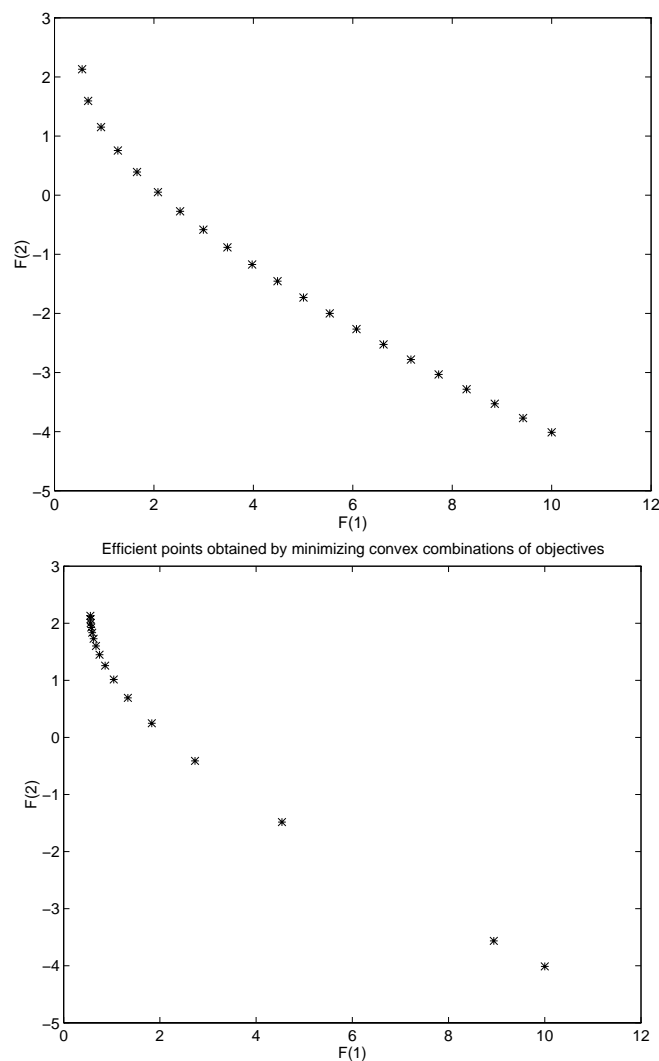 3
2
1
0
−1
−2
−3
−4
−5
F(2)
0 2 4 6 8 10 12
F(1)
Efficient points obtained by minimizing convex combinations of objectives
3
2
1
0
−1
−2
−3
−4
−5
F(2)
0 2 4 6 8 10 12
F(1)